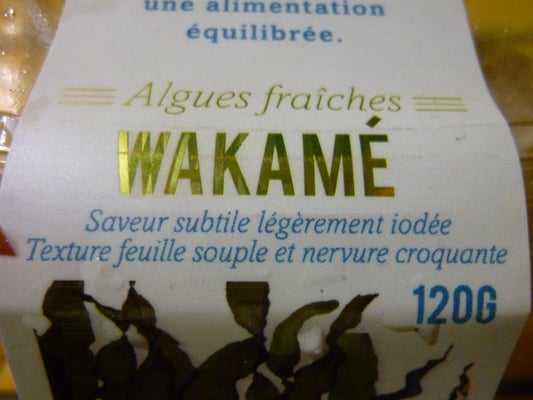 une alimentation
équilibrée.
Algues fraîches
WAKAMÉ
Saveur subtile légèrement iodée
Texture feuille souple et nervure croquante
120G